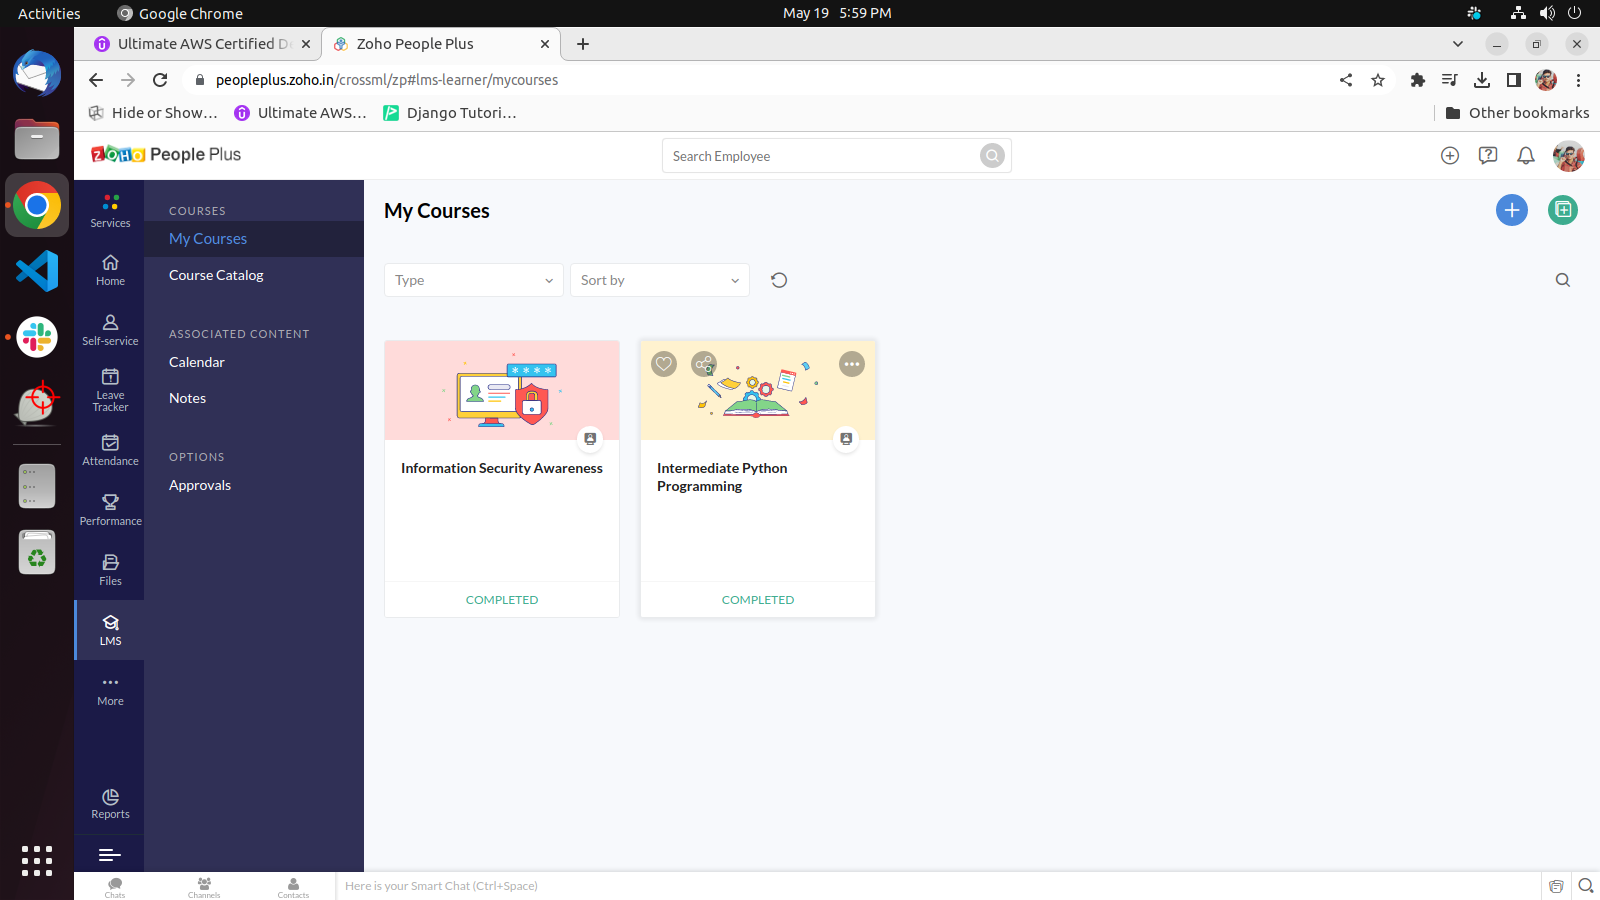 Activities
Google Chrome
May 19 5:59 PM
Ultimate AWS Certified D
Zoho People Plus
peopleplus.zoho.in/crossml/zp#lms-learner/mycourses
Hide or Show…
Ultimate AWS…
Django Tutori…
Other bookmarks
ZOHO People Plus
Search Employee
Services
Home
Self-service
Leave
Tracker
Attendance
Performance
Files
LMS
More
Reports
COURSES
My Courses
Course Catalog
ASSOCIATED CONTENT
Calendar
Notes
OPTIONS
Approvals
My Courses
Type
Sort by
Information Security Awareness
COMPLETED
Intermediate Python
Programming
COMPLETED
Chats
Channels
Contacts
Here is your Smart Chat (Ctrl+Space)